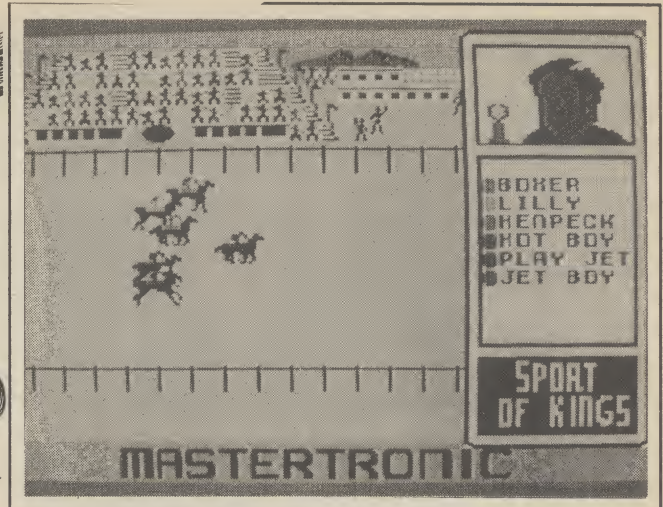 BOXER
LILLY
HENPECK
HOT BOY
PLAY JET
JET BOY
SPORT
OF KINGS
MASTERTRONIC